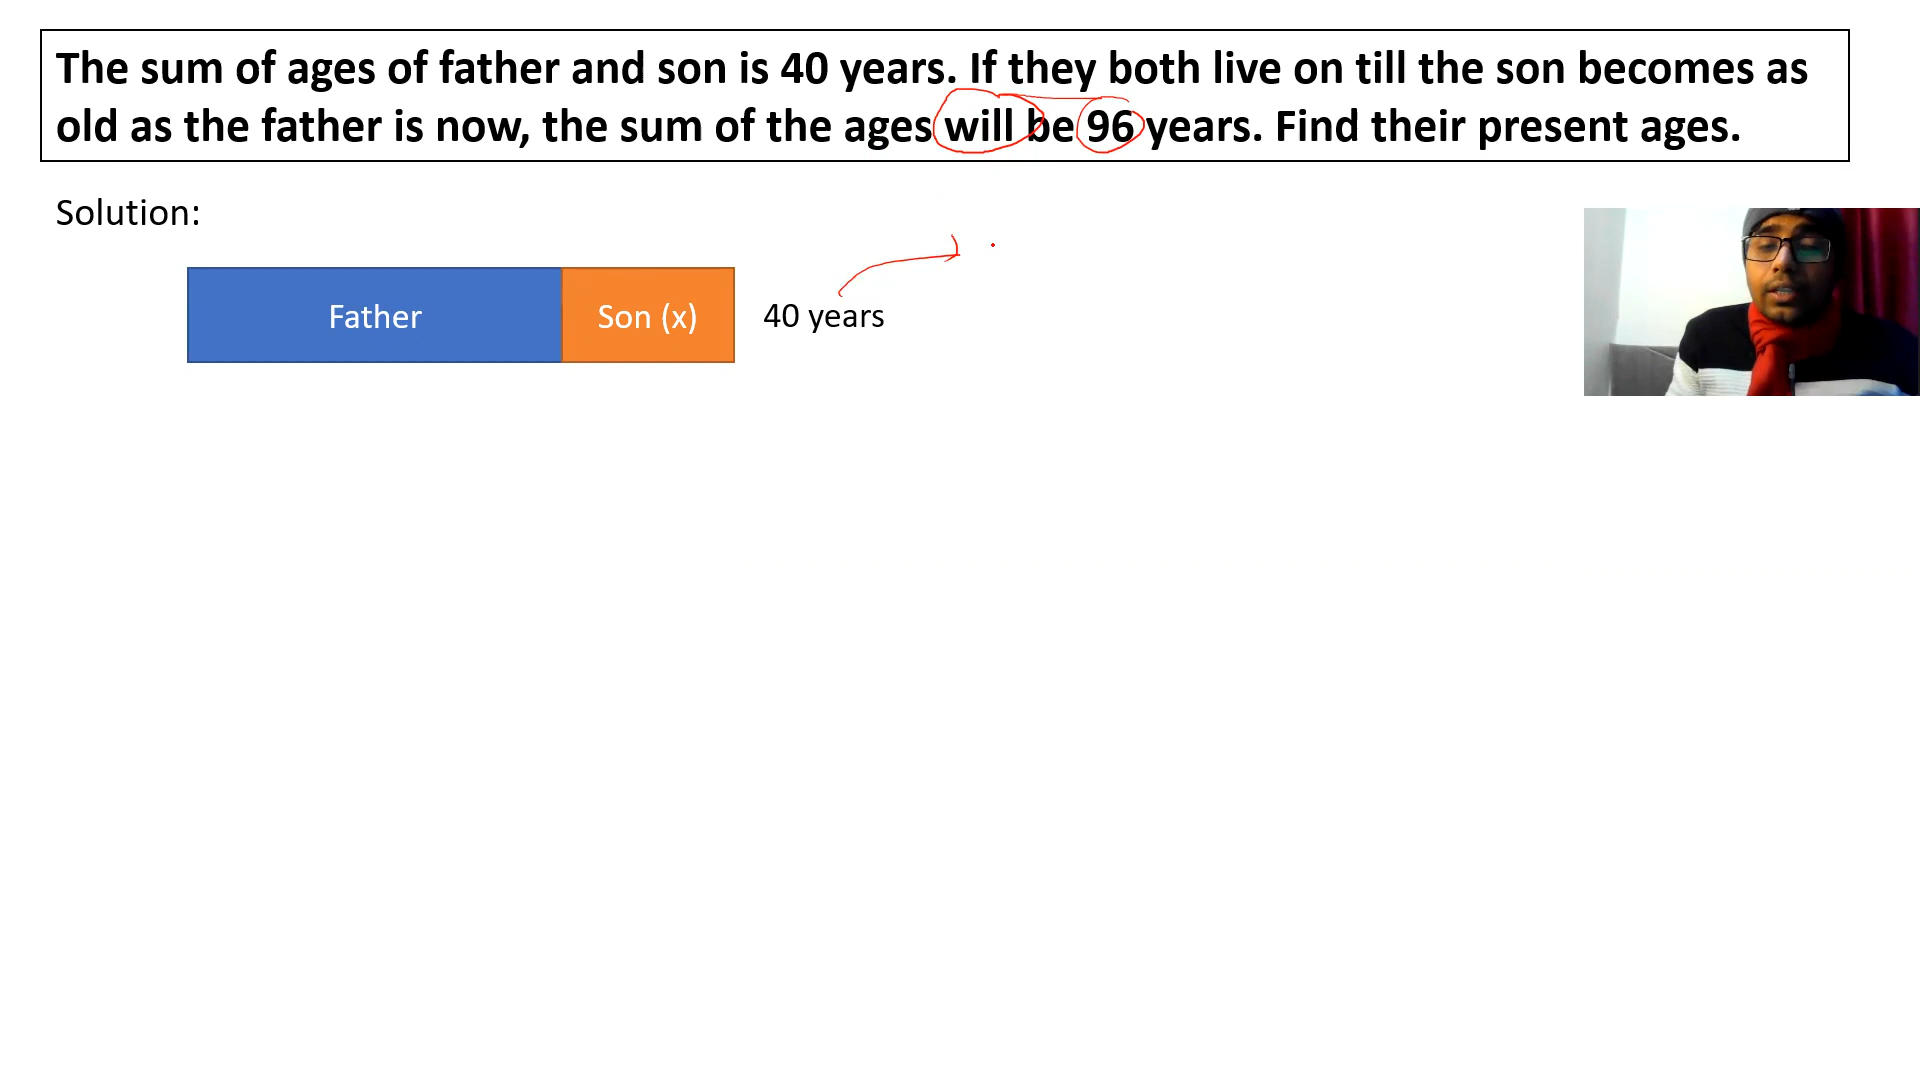 The sum of ages of father and son is 40 years. If they both live on till the son becomes as
old as the father is now, the sum of the ages will be 96 years. Find their present ages.
Solution:
Father
Son (x)
40 years